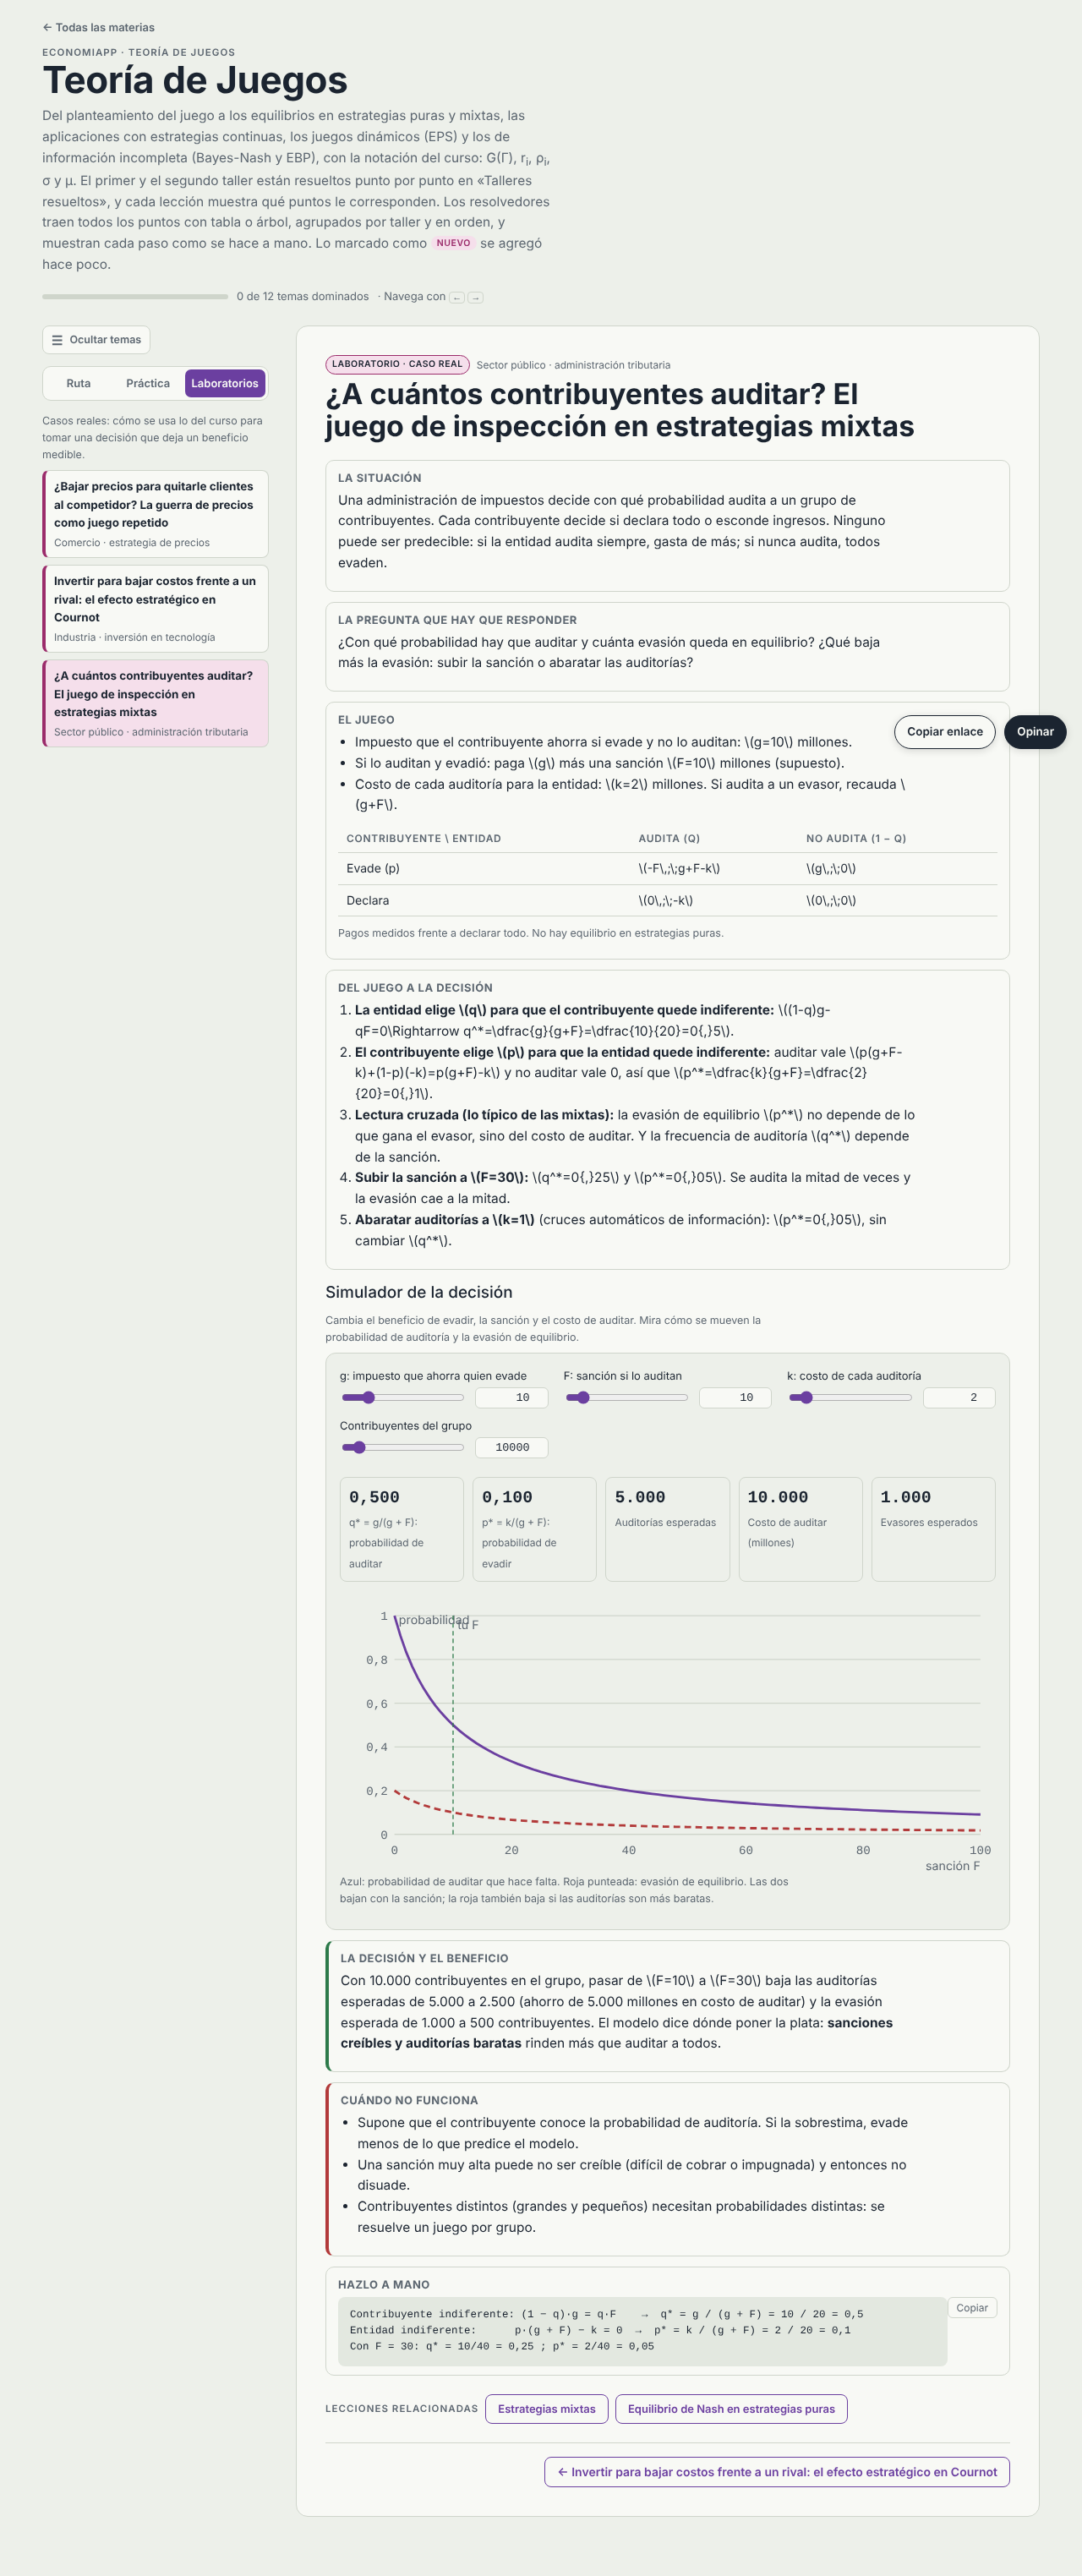 ← Todas las materias
ECONOMIAPP · TEORÍA DE JUEGOS
Teoría de Juegos
Del planteamiento del juego a los equilibrios en estrategias puras y mixtas, las
aplicaciones con estrategias continuas, los juegos dinámicos (EPS) y los de
información incompleta (Bayes-Nash y EBP), con la notación del curso: G(Γ), ri, ρi,
σ y μ. El primer y el segundo taller están resueltos punto por punto en «Talleres
resueltos», y cada lección muestra qué puntos le corresponden. Los resolvedores
traen todos los puntos con tabla o árbol, agrupados por taller y en orden, y
muestran cada paso como se hace a mano. Lo marcado como NUEVO se agregó
hace poco.
0 de 12 temas dominados · Navega con ← →
☰ Ocultar temas
Ruta Práctica Laboratorios
Casos reales: cómo se usa lo del curso para
tomar una decisión que deja un beneficio
medible.
¿Bajar precios para quitarle clientes
al competidor? La guerra de precios
como juego repetido
Comercio · estrategia de precios
Invertir para bajar costos frente a un
rival: el efecto estratégico en
Cournot
Industria · inversión en tecnología
¿A cuántos contribuyentes auditar?
El juego de inspección en
estrategias mixtas
Sector público · administración tributaria
LABORATORIO · CASO REAL Sector público · administración tributaria
¿A cuántos contribuyentes auditar? El
juego de inspección en estrategias mixtas
LA SITUACIÓN
Una administración de impuestos decide con qué probabilidad audita a un grupo de
contribuyentes. Cada contribuyente decide si declara todo o esconde ingresos. Ninguno
puede ser predecible: si la entidad audita siempre, gasta de más; si nunca audita, todos
evaden.
LA PREGUNTA QUE HAY QUE RESPONDER
¿Con qué probabilidad hay que auditar y cuánta evasión queda en equilibrio? ¿Qué baja
más la evasión: subir la sanción o abaratar las auditorías?
EL JUEGO
Copiar enlace Opinar
• Impuesto que el contribuyente ahorra si evade y no lo auditan: \(g=10\) millones.
• Si lo auditan y evadió: paga \(g\) más una sanción \(F=10\) millones (supuesto).
• Costo de cada auditoría para la entidad: \(k=2\) millones. Si audita a un evasor, recauda \
(g+F\).
CONTRIBUYENTE \ ENTIDAD AUDITA (Q) NO AUDITA (1 − Q)
Evade (p) \(-F\,;\;g+F-k\) \(g\,;\;0\)
Declara \(0\,;\;-k\) \(0\,;\;0\)
Pagos medidos frente a declarar todo. No hay equilibrio en estrategias puras.
DEL JUEGO A LA DECISIÓN
1. La entidad elige \(q\) para que el contribuyente quede indiferente: \((1-q)g-
qF=0\Rightarrow q^*=\dfrac{g}{g+F}=\dfrac{10}{20}=0{,}5\).
2. El contribuyente elige \(p\) para que la entidad quede indiferente: auditar vale \(p(g+F-
k)+(1-p)(-k)=p(g+F)-k\) y no auditar vale 0, así que \(p^*=\dfrac{k}{g+F}=\dfrac{2}
{20}=0{,}1\).
3. Lectura cruzada (lo típico de las mixtas): la evasión de equilibrio \(p^*\) no depende de lo
que gana el evasor, sino del costo de auditar. Y la frecuencia de auditoría \(q^*\) depende
de la sanción.
4. Subir la sanción a \(F=30\): \(q^*=0{,}25\) y \(p^*=0{,}05\). Se audita la mitad de veces y
la evasión cae a la mitad.
5. Abaratar auditorías a \(k=1\) (cruces automáticos de información): \(p^*=0{,}05\), sin
cambiar \(q^*\).
Simulador de la decisión
Cambia el beneficio de evadir, la sanción y el costo de auditar. Mira cómo se mueven la
probabilidad de auditoría y la evasión de equilibrio.
g: impuesto que ahorra quien evade F: sanción si lo auditan k: costo de cada auditoría
10 10 2
Contribuyentes del grupo
10000
0,500 0,100 5.000 10.000 1.000
q* = g/(g + F): p* = k/(g + F): Auditorías esperadas Costo de auditar Evasores esperados
probabilidad de probabilidad de (millones)
auditar evadir
1 probabilidad
tu F
0,8
0,6
0,4
0,2
0
0 20 40 60 80 100
sanción F
Azul: probabilidad de auditar que hace falta. Roja punteada: evasión de equilibrio. Las dos
bajan con la sanción; la roja también baja si las auditorías son más baratas.
LA DECISIÓN Y EL BENEFICIO
Con 10.000 contribuyentes en el grupo, pasar de \(F=10\) a \(F=30\) baja las auditorías
esperadas de 5.000 a 2.500 (ahorro de 5.000 millones en costo de auditar) y la evasión
esperada de 1.000 a 500 contribuyentes. El modelo dice dónde poner la plata: sanciones
creíbles y auditorías baratas rinden más que auditar a todos.
CUÁNDO NO FUNCIONA
• Supone que el contribuyente conoce la probabilidad de auditoría. Si la sobrestima, evade
menos de lo que predice el modelo.
• Una sanción muy alta puede no ser creíble (difícil de cobrar o impugnada) y entonces no
disuade.
• Contribuyentes distintos (grandes y pequeños) necesitan probabilidades distintas: se
resuelve un juego por grupo.
HAZLO A MANO
Copiar
Contribuyente indiferente: (1 − q)·g = q·F → q* = g / (g + F) = 10 / 20 = 0,5
Entidad indiferente: p·(g + F) − k = 0 → p* = k / (g + F) = 2 / 20 = 0,1
Con F = 30: q* = 10/40 = 0,25 ; p* = 2/40 = 0,05
LECCIONES RELACIONADAS Estrategias mixtas Equilibrio de Nash en estrategias puras
← Invertir para bajar costos frente a un rival: el efecto estratégico en Cournot